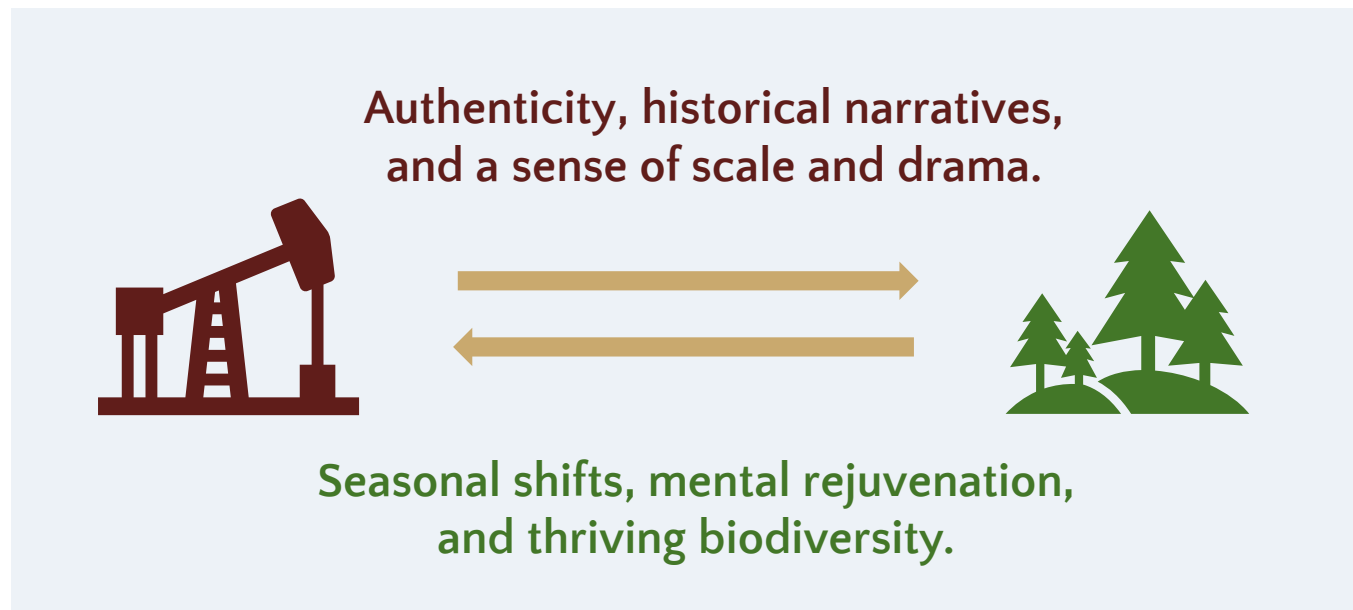 Authenticity, historical narratives,
and a sense of scale and drama.
Seasonal shifts, mental rejuvenation,
and thriving biodiversity.